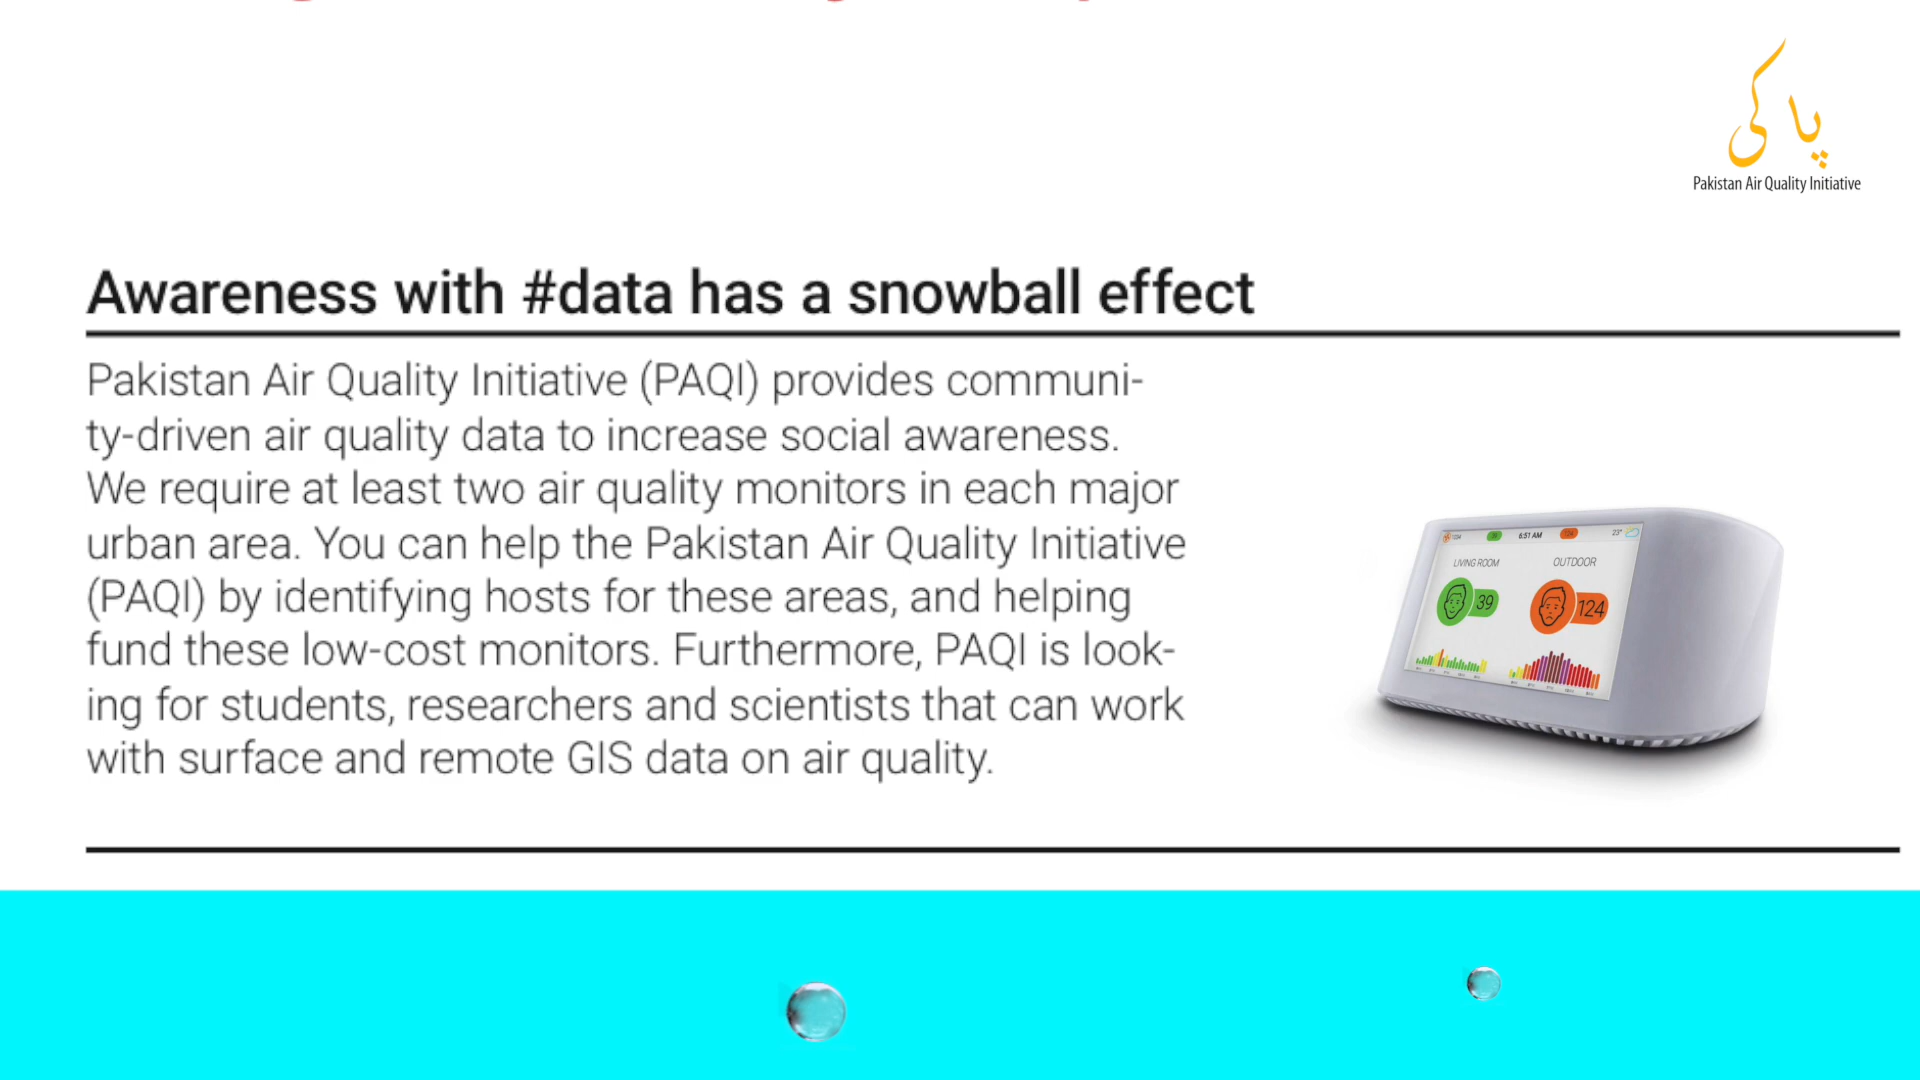 پاکی
Pakistan Air Quality Initiative
Awareness with #data has a snowball effect
Pakistan Air Quality Initiative (PAQI) provides communi-
ty-driven air quality data to increase social awareness.
We require at least two air quality monitors in each major
urban area. You can help the Pakistan Air Quality Initiative
(PAQI) by identifying hosts for these areas, and helping
fund these low-cost monitors. Furthermore, PAQI is look-
ing for students, researchers and scientists that can work
with surface and remote GIS data on air quality.
6:51 AM 23°
LIVING ROOM OUTDOOR
39 124